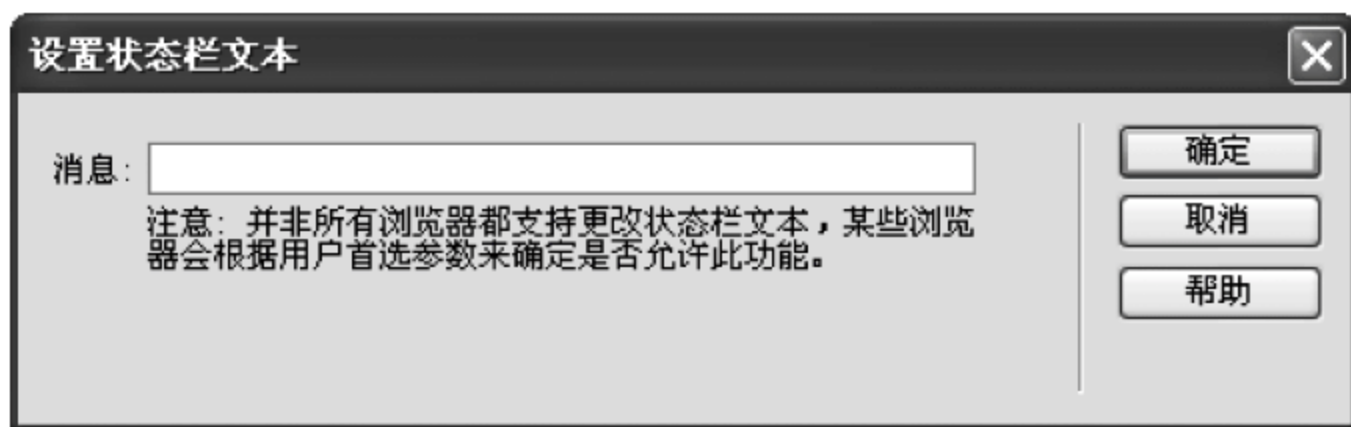 设置状态栏文本
消息:
注意: 并非所有浏览器都支持更改状态栏文本，某些浏览
器会根据用户首选参数来确定是否允许此功能。
确定
取消
帮助